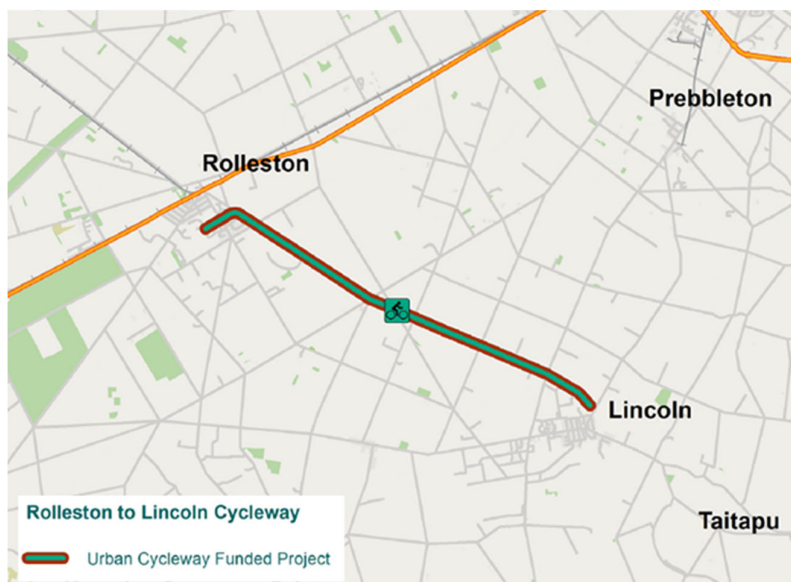 Prebbleton
Rolleston
Lincoln
Taitapu
Rolleston to Lincoln Cycleway
Urban Cycleway Funded Project